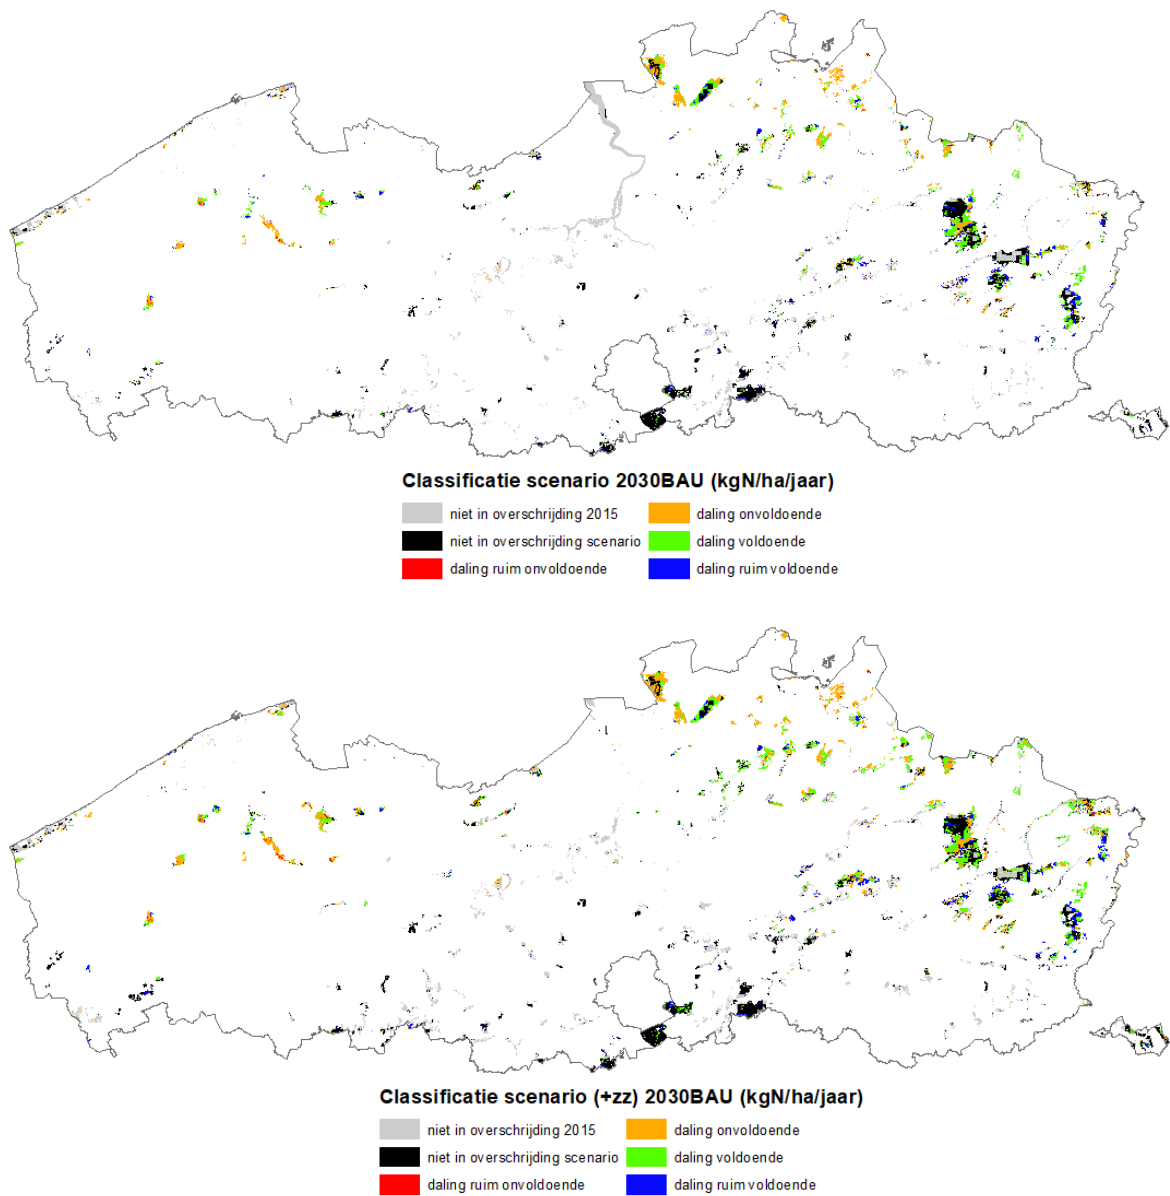 Classificatie scenario 2030BAU (kgN/ha/jaar)
niet in overschrijding 2015
daling onvoldoende
niet in overschrijding scenario
daling voldoende
daling ruim onvoldoende
daling ruim voldoende
Classificatie scenario (+zz) 2030BAU (kgN/ha/jaar)
niet in overschrijding 2015
daling onvoldoende
niet in overschrijding scenario
daling voldoende
daling ruim onvoldoende
daling ruim voldoende